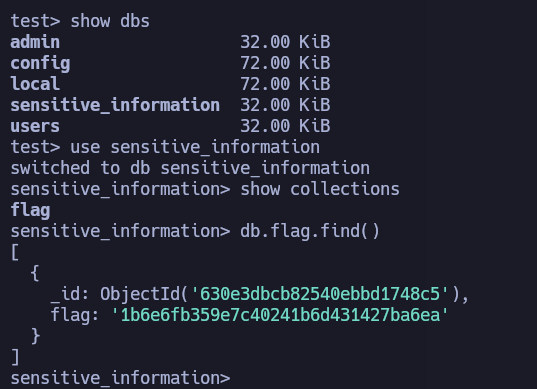 test> show dbs
admin                  32.00 KiB
config                 72.00 KiB
local                  72.00 KiB
sensitive_information  32.00 KiB
users                  32.00 KiB
test> use sensitive_information
switched to db sensitive_information
sensitive_information> show collections
flag
sensitive_information> db.flag.find()
[
  {
    _id: ObjectId('630e3dbcb82540ebbd1748c5'),
    flag: '1b6e6fb359e7c40241b6d431427ba6ea'
  }
]
sensitive_information>